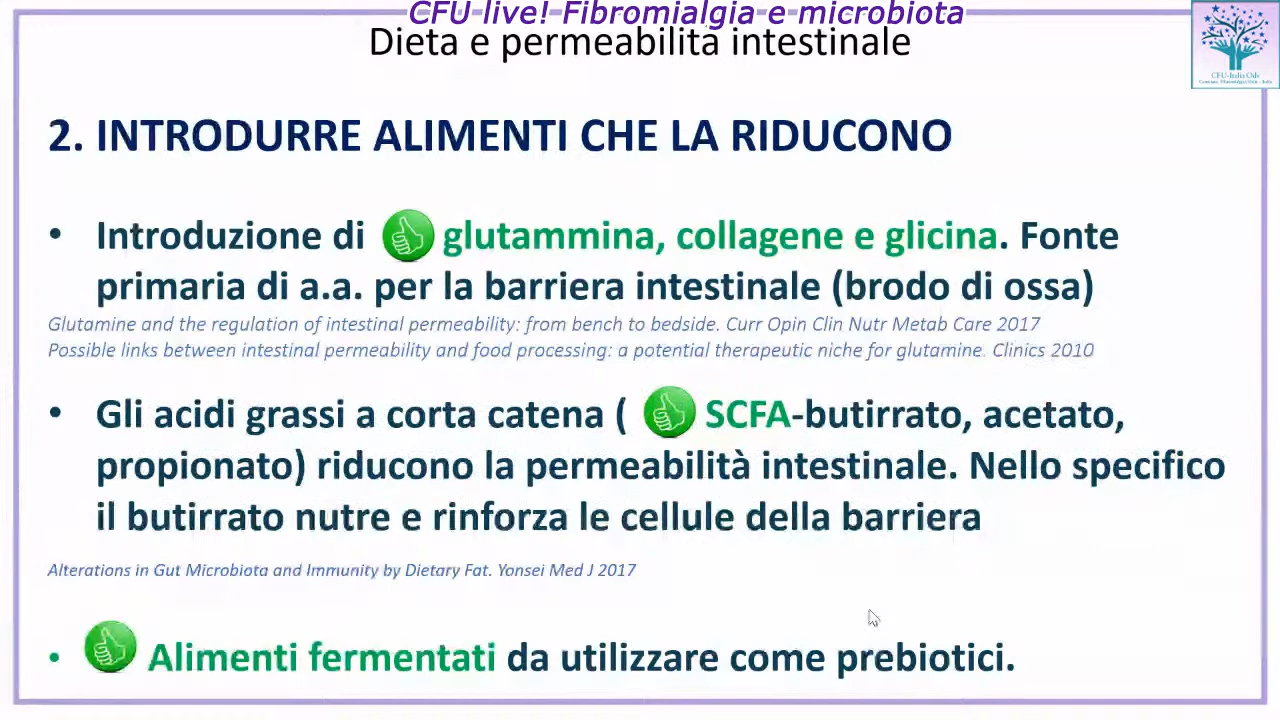 CFU live! Fibromialgia e microbiota
Dieta e permeabilità intestinale
2. INTRODURRE ALIMENTI CHE LA RIDUCONO
• Introduzione di glutammina, collagene e glicina. Fonte
primaria di a.a. per la barriera intestinale (brodo di ossa)
Glutamine and the regulation of intestinal permeability: from bench to bedside. Curr Opin Clin Nutr Metab Care 2017
Possible links between intestinal permeability and food processing: a potential therapeutic niche for glutamine. Clinics 2010
• Gli acidi grassi a corta catena ( SCFA-butirrato, acetato,
propionato) riducono la permeabilità intestinale. Nello specifico
il butirrato nutre e rinforza le cellule della barriera
Alterations in Gut Microbiota and Immunity by Dietary Fat. Yonsei Med J 2017
• Alimenti fermentati da utilizzare come prebiotici.
CFU-Italia Odv